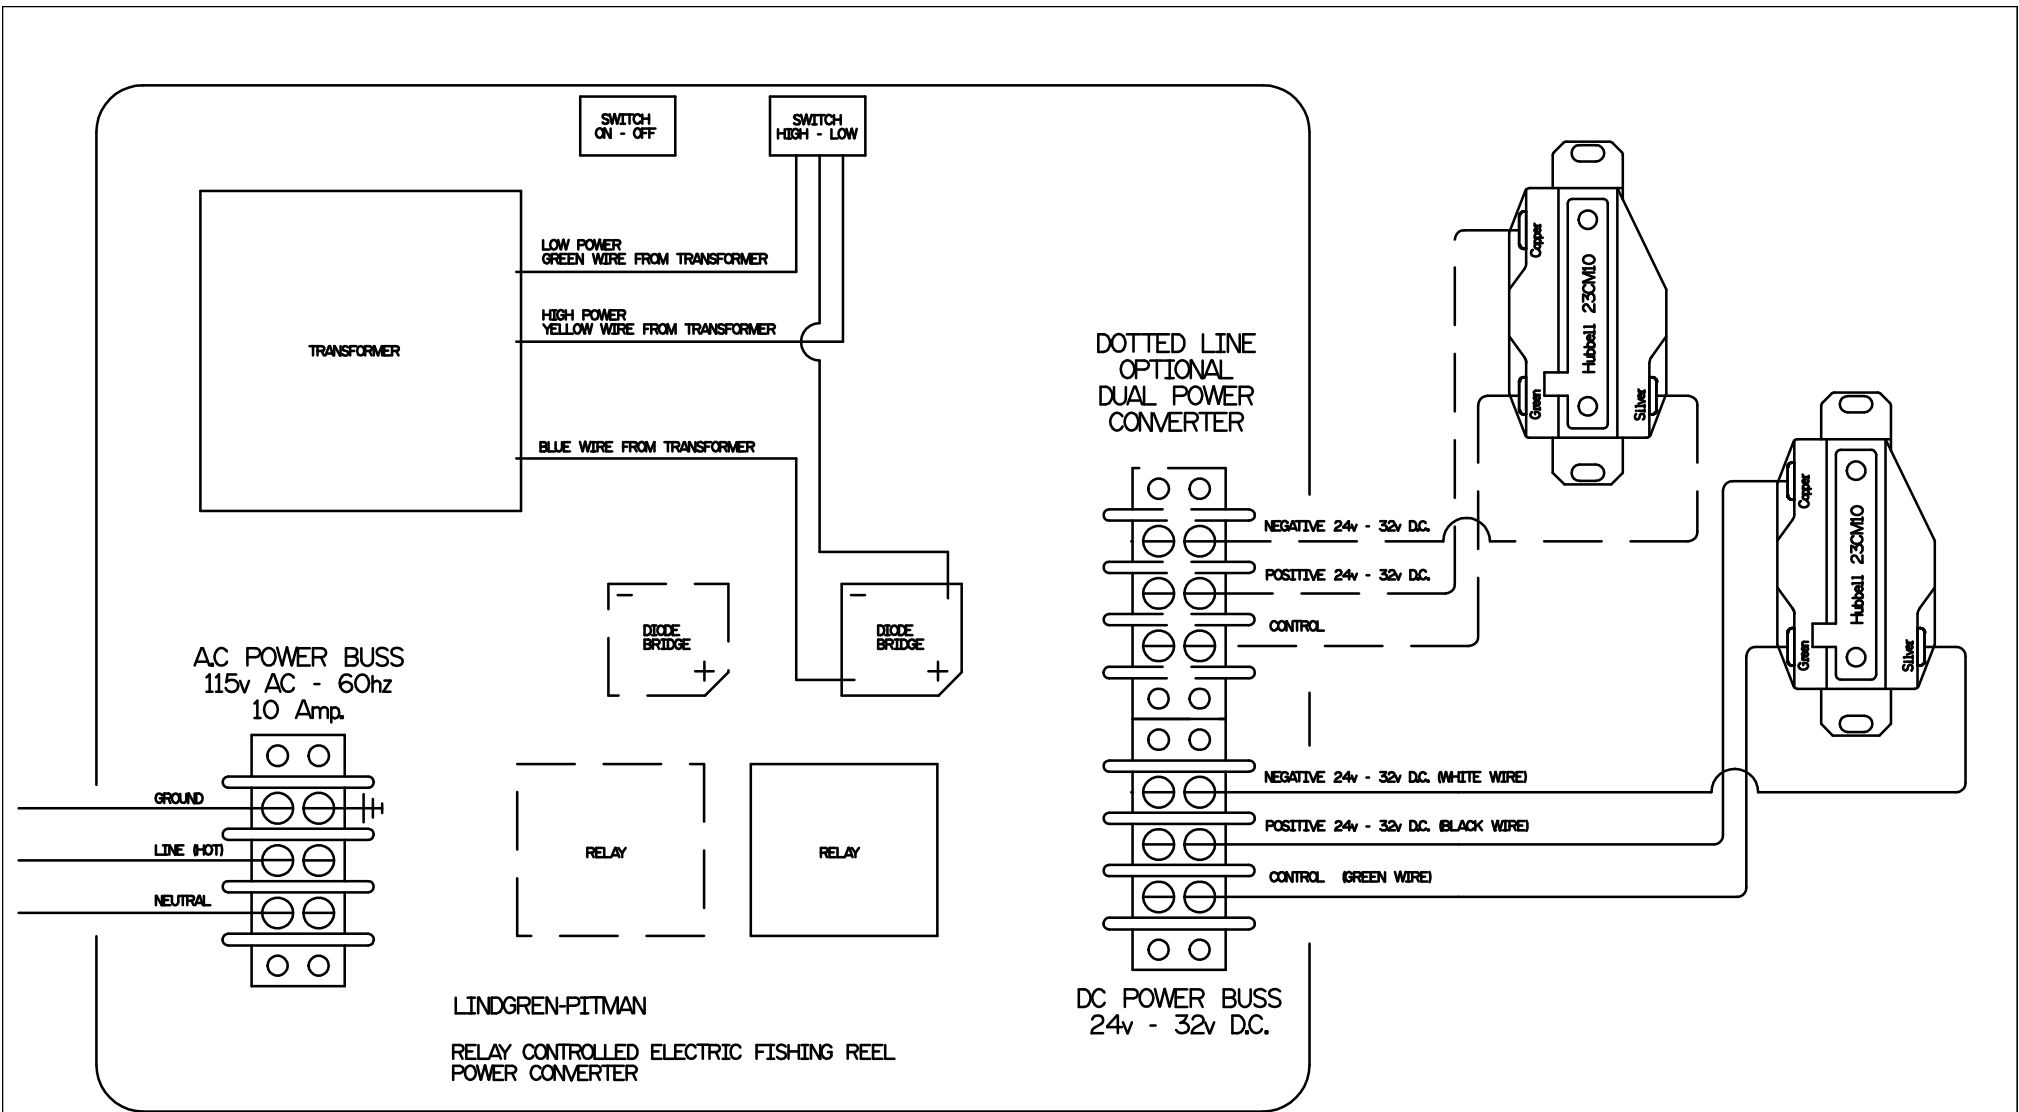 SWITCH
ON - OFF
SWITCH
HIGH - LOW
LOW POWER
GREEN WIRE FROM TRANSFORMER
HIGH POWER
YELLOW WIRE FROM TRANSFORMER
TRANSFORMER
BLUE WIRE FROM TRANSFORMER
DOTTED LINE
OPTIONAL
DUAL POWER
CONVERTER
Copper
Hubbell 23CM10
Green
Silver
Copper
Hubbell 23CM10
Green
Silver
NEGATIVE 24v - 32v D.C.
POSITIVE 24v - 32v D.C.
CONTROL
-
DIODE
BRIDGE
+
-
DIODE
BRIDGE
+
A.C POWER BUSS
115v AC - 60hz
10 Amp.
GROUND
LINE (HOT)
NEUTRAL
RELAY
RELAY
NEGATIVE 24v - 32v D.C. (WHITE WIRE)
POSITIVE 24v - 32v D.C. (BLACK WIRE)
CONTROL (GREEN WIRE)
DC POWER BUSS
24v - 32v D.C.
LINDGREN-PITMAN
RELAY CONTROLLED ELECTRIC FISHING REEL
POWER CONVERTER